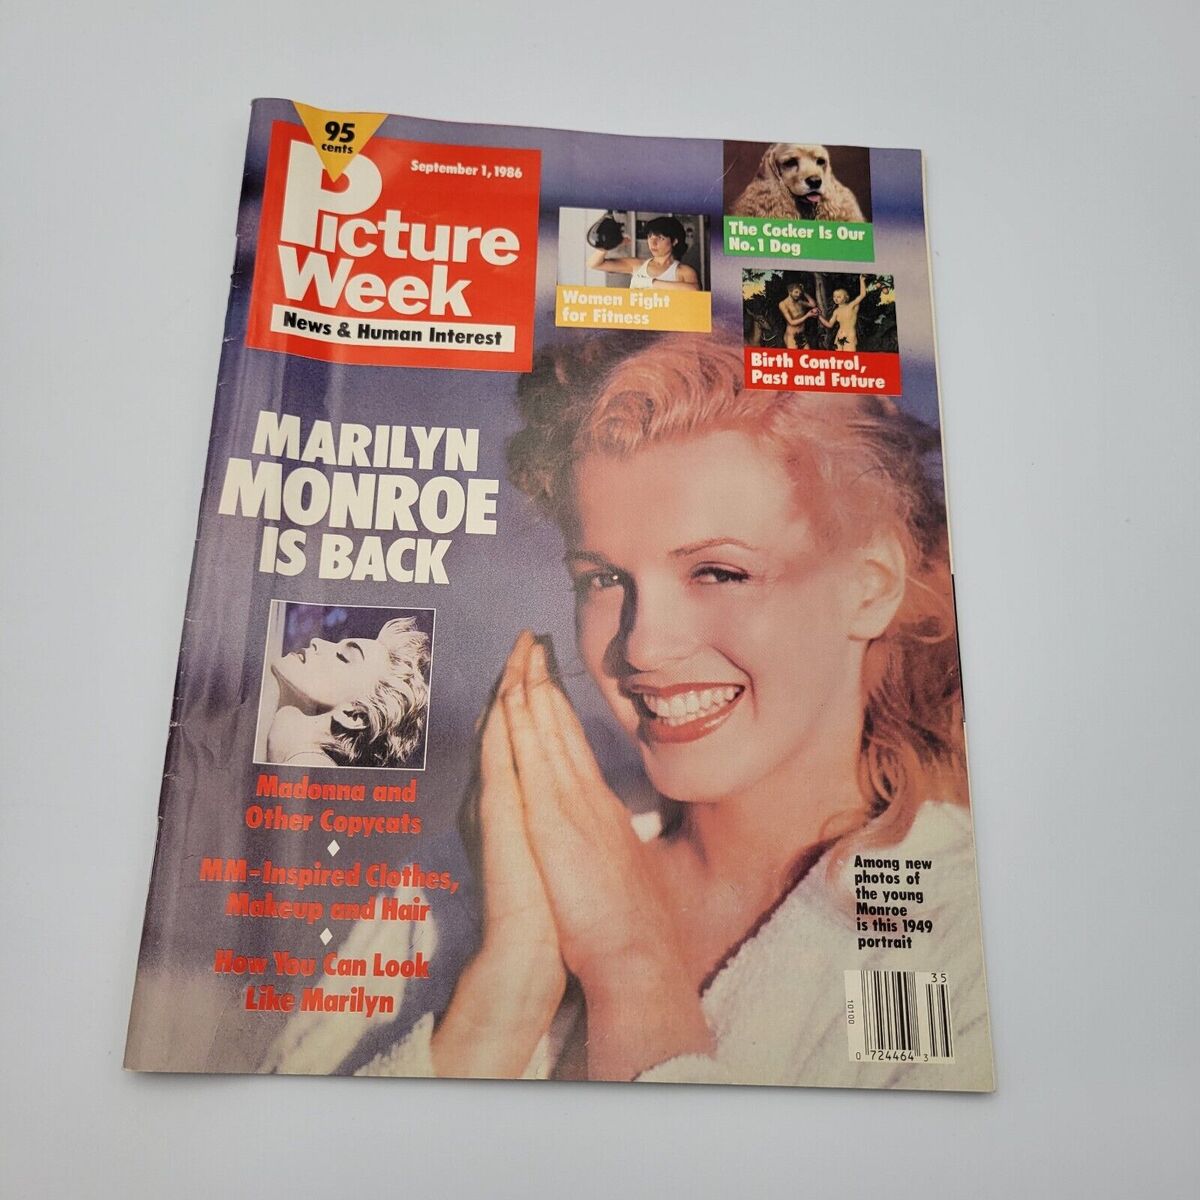 95
cents
September 1, 1986
Picture
Week
News & Human Interest
The Cocker Is Our
No. 1 Dog
Women Fight
for Fitness
Birth Control,
Past and Future
MARILYN
MONROE
IS BACK
Madonna and
Other Copycats
MM-Inspired Clothes,
Makeup and Hair
How You Can Look
Like Marilyn
Among new
photos of
the young
Monroe
is this 1949
portrait
35
10100
0 724464 3